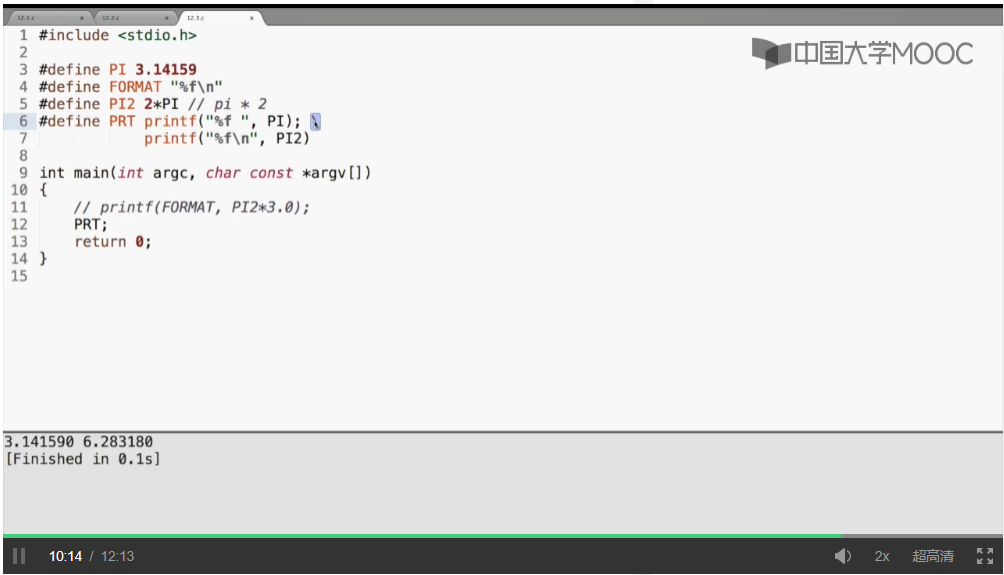 12.1.c × 12.2.c × 12.3.c ×
中国大学MOOC
1 #include <stdio.h>
2
3 #define PI 3.14159
4 #define FORMAT "%f\n"
5 #define PI2 2*PI // pi * 2
6 #define PRT printf("%f ", PI); \
7 printf("%f\n", PI2)
8
9 int main(int argc, char const *argv[])
10 {
11 // printf(FORMAT, PI2*3.0);
12 PRT;
13 return 0;
14 }
15
3.141590 6.283180
[Finished in 0.1s]
10:14 / 12:13 2x 超高清